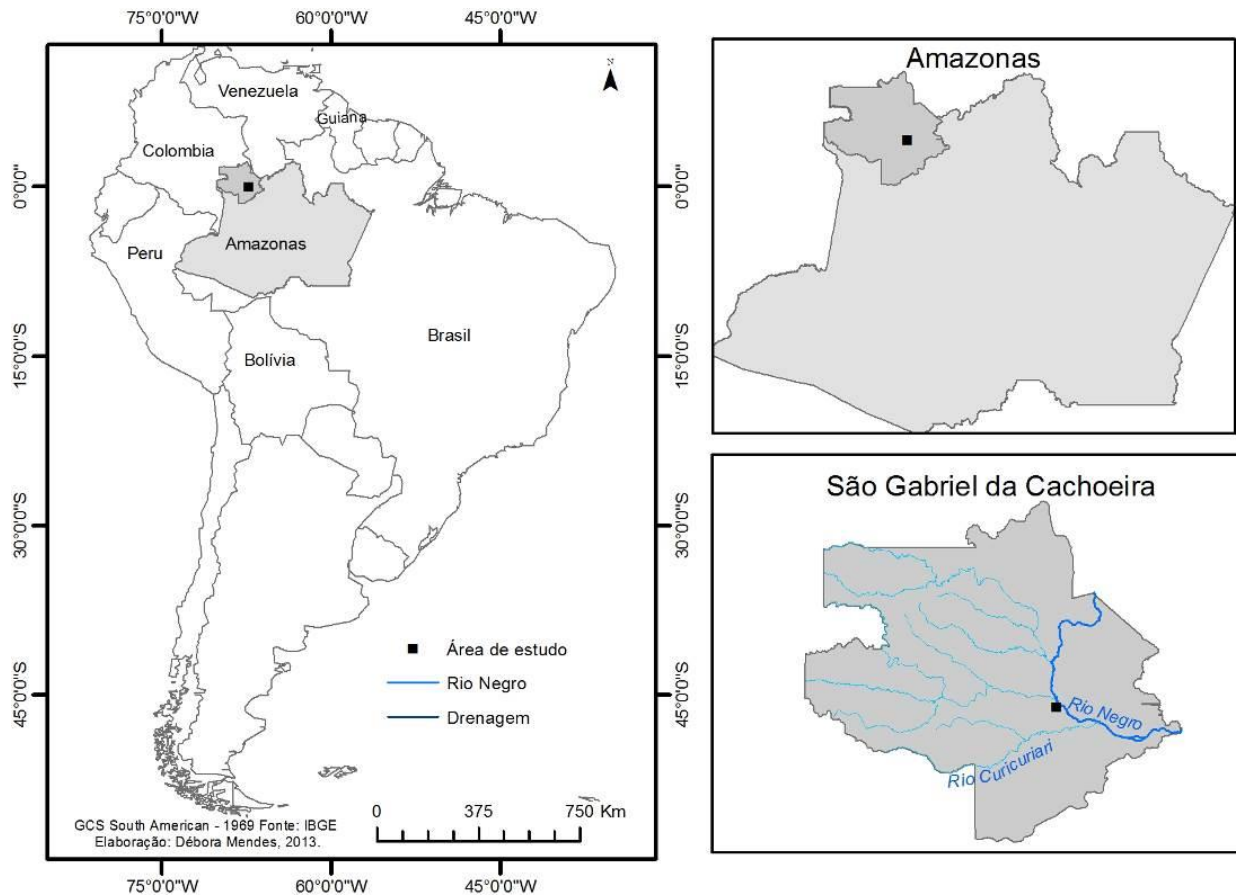 75°0'0"W
60°0'0"W
45°0'0"W
N
Venezuela
Guiana
Colombia
0°0'0"
0°0'0"
Amazonas
Peru
Brasil
Bolívia
15°0'0"S
15°0'0"S
30°0'0"S
30°0'0"S
45°0'0"S
45°0'0"S
Área de estudo
Rio Negro
Drenagem
0 375 750 Km
GCS South American - 1969 Fonte: IBGE
Elaboração: Débora Mendes, 2013.
75°0'0"W
60°0'0"W
45°0'0"W
Amazonas
São Gabriel da Cachoeira
Rio Negro
Rio Curicuriari